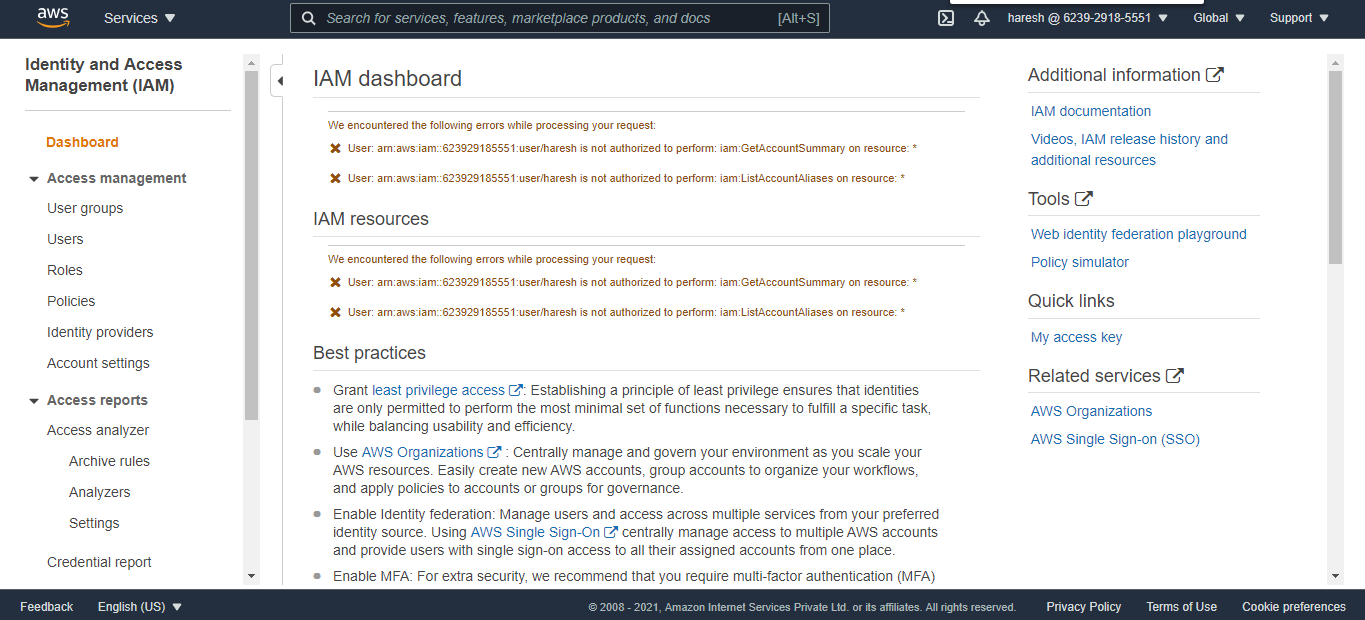 aws
Services
Search for services, features, marketplace products, and docs
[Alt+S]
haresh @ 6239-2918-5551
Global
Support
Identity and Access
Management (IAM)
Dashboard
Access management
User groups
Users
Roles
Policies
Identity providers
Account settings
Access reports
Access analyzer
Archive rules
Analyzers
Settings
Credential report
IAM dashboard
We encountered the following errors while processing your request:
User: arn:aws:iam::623929185551:user/haresh is not authorized to perform: iam:GetAccountSummary on resource: *
User: arn:aws:iam::623929185551:user/haresh is not authorized to perform: iam:ListAccountAliases on resource: *
IAM resources
We encountered the following errors while processing your request:
User: arn:aws:iam::623929185551:user/haresh is not authorized to perform: iam:GetAccountSummary on resource: *
User: arn:aws:iam::623929185551:user/haresh is not authorized to perform: iam:ListAccountAliases on resource: *
Best practices
Grant least privilege access : Establishing a principle of least privilege ensures that identities
are only permitted to perform the most minimal set of functions necessary to fulfill a specific task,
while balancing usability and efficiency.
Use AWS Organizations : Centrally manage and govern your environment as you scale your
AWS resources. Easily create new AWS accounts, group accounts to organize your workflows,
and apply policies to accounts or groups for governance.
Enable Identity federation: Manage users and access across multiple services from your preferred
identity source. Using AWS Single Sign-On centrally manage access to multiple AWS accounts
and provide users with single sign-on access to all their assigned accounts from one place.
Enable MFA: For extra security, we recommend that you require multi-factor authentication (MFA)
Additional information
IAM documentation
Videos, IAM release history and
additional resources
Tools
Web identity federation playground
Policy simulator
Quick links
My access key
Related services
AWS Organizations
AWS Single Sign-on (SSO)
Feedback
English (US)
© 2008 - 2021, Amazon Internet Services Private Ltd. or its affiliates. All rights reserved.
Privacy Policy
Terms of Use
Cookie preferences